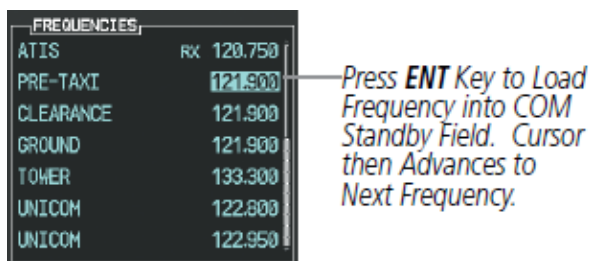 FREQUENCIES
ATIS RX 120.750
PRE-TAXI 121.900
CLEARANCE 121.900
GROUND 121.900
TOWER 133.300
UNICOM 122.800
UNICOM 122.950
Press ENT Key to Load
Frequency into COM
Standby Field. Cursor
then Advances to
Next Frequency.